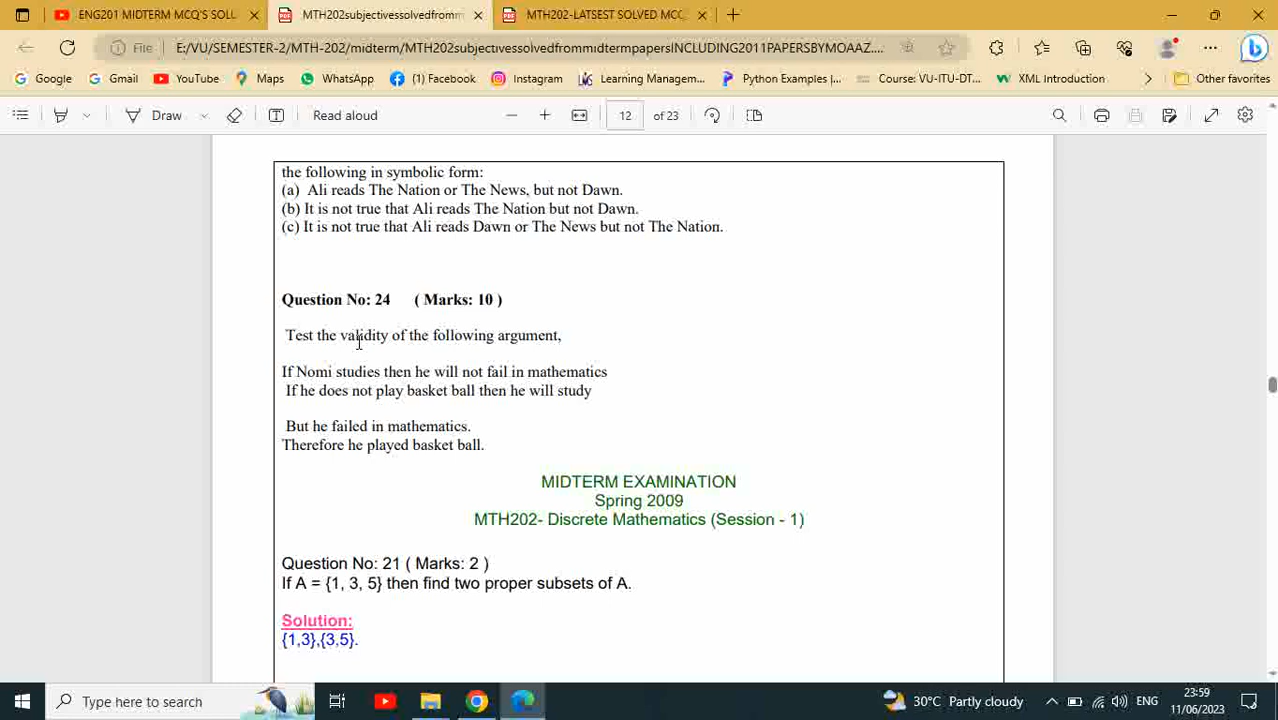 ENG201 MIDTERM MCQ'S SOLU
MTH202subjectivessolvedfrommi
MTH202-LATSEST SOLVED MCQ
File
E:/VU/SEMESTER-2/MTH-202/midterm/MTH202subjectivessolvedfrommidtermpapersINCLUDING2011PAPERSBYMOAAZ....
Google
Gmail
YouTube
Maps
WhatsApp
(1) Facebook
Instagram
Learning Managem...
Python Examples |...
Course: VU-ITU-DT...
XML Introduction
Other favorites
Draw
Read aloud
12
of 23
the following in symbolic form:
(a) Ali reads The Nation or The News, but not Dawn.
(b) It is not true that Ali reads The Nation but not Dawn.
(c) It is not true that Ali reads Dawn or The News but not The Nation.
Question No: 24 ( Marks: 10 )
Test the validity of the following argument,
If Nomi studies then he will not fail in mathematics
If he does not play basket ball then he will study
But he failed in mathematics.
Therefore he played basket ball.
MIDTERM EXAMINATION
Spring 2009
MTH202- Discrete Mathematics (Session - 1)
Question No: 21 ( Marks: 2 )
If A = {1, 3, 5} then find two proper subsets of A.
Solution:
{1,3},{3,5}.
Type here to search
30°C Partly cloudy
ENG
23:59
11/06/2023